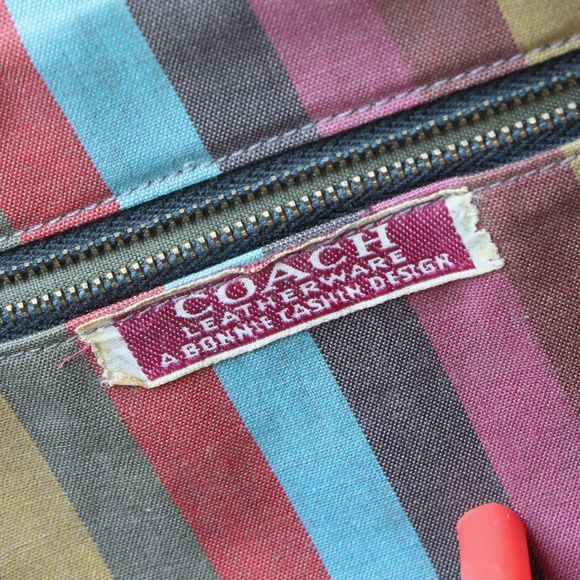 COACH
LEATHERWARE
A BONNIE CASHIN DESIGN